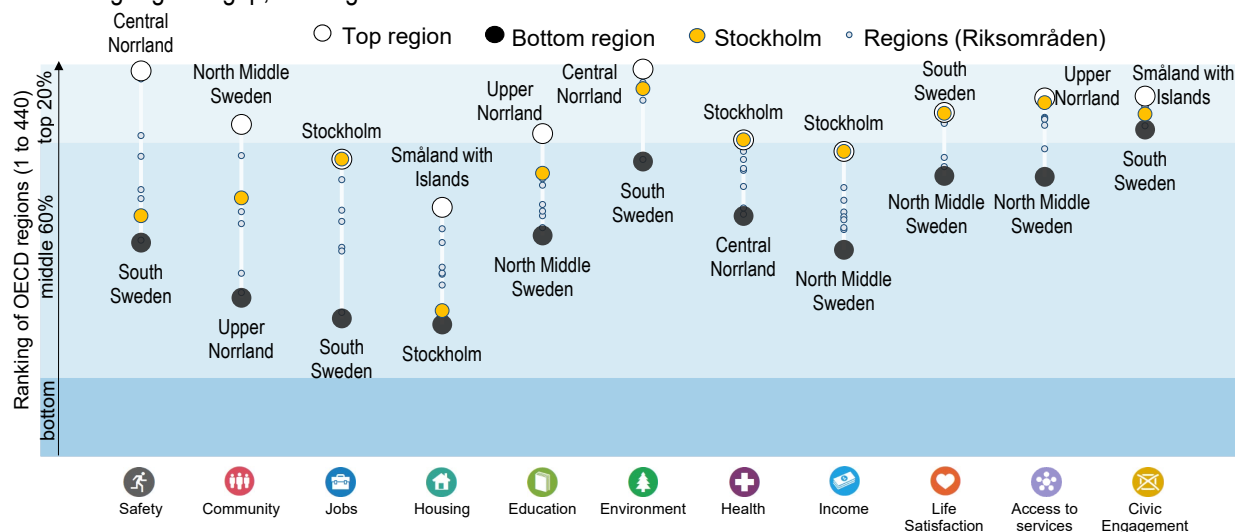 Top region
Bottom region
Stockholm
Regions (Riksområden)
Ranking of OECD regions (1 to 440)
top 20%
middle 60%
bottom
Central
Norrland
South
Sweden
North Middle
Sweden
Upper
Norrland
Stockholm
South
Sweden
Småland with
Islands
Stockholm
Upper
Norrland
North Middle
Sweden
Central
Norrland
South
Sweden
Stockholm
Central
Norrland
Stockholm
North Middle
Sweden
South
Sweden
North Middle
Sweden
Upper
Norrland
North Middle
Sweden
Småland with
Islands
South
Sweden
Safety
Community
Jobs
Housing
Education
Environment
Health
Income
Life
Satisfaction
Access to
services
Civic
Engagement